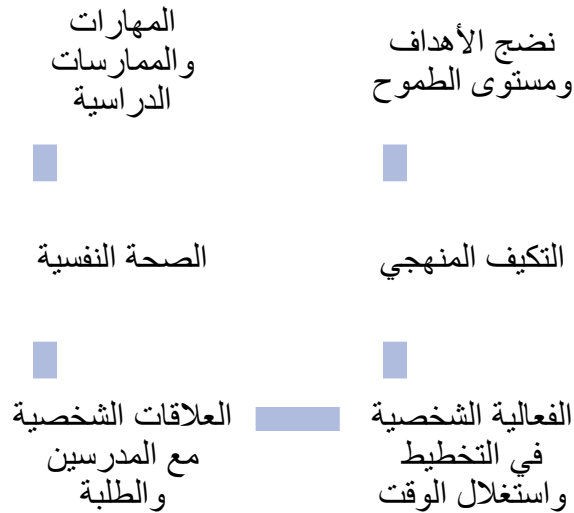 نضج الأهداف
ومستوى الطموح
التكيف المنهجي
الفعالية الشخصية
في التخطيط
واستغلال الوقت
العلاقات الشخصية
مع المدرسين
والطلبة
الصحة النفسية
المهارات
والممارسات
الدراسية